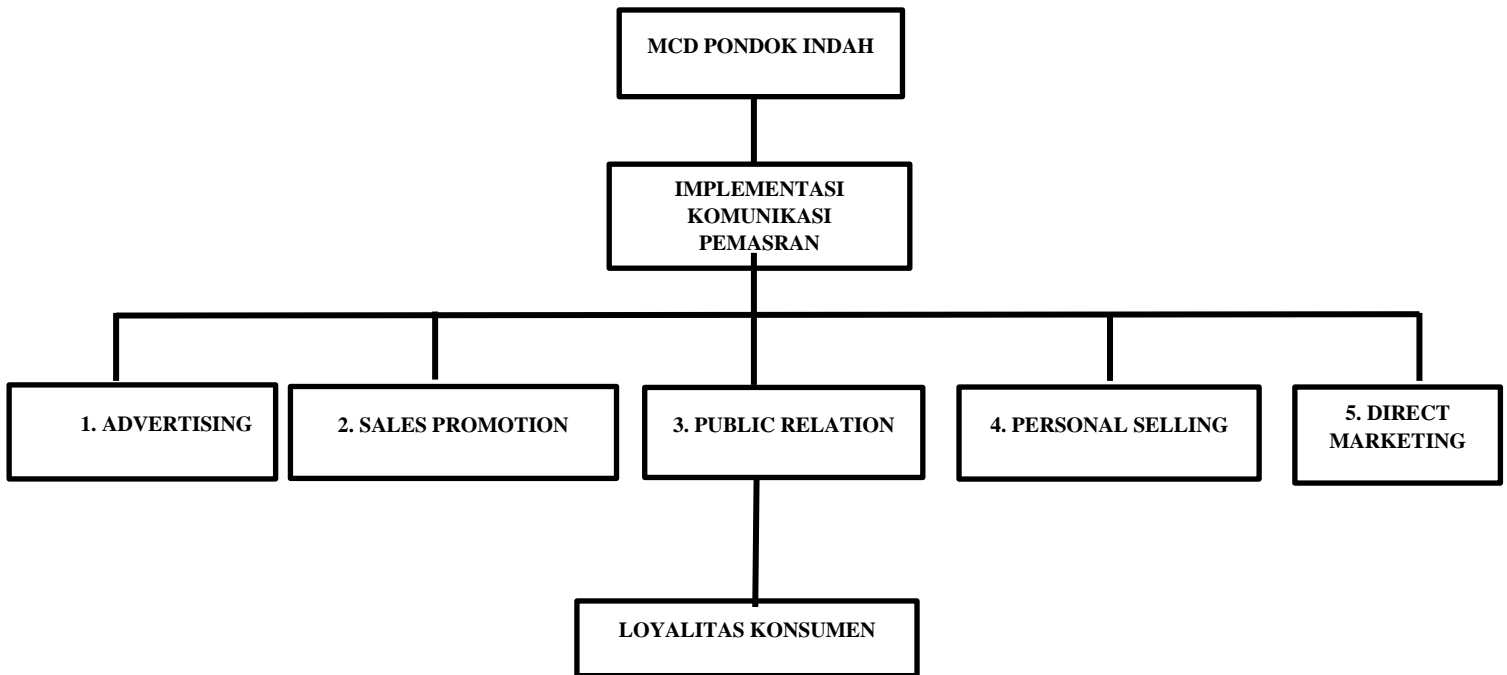 MCD PONDOK INDAH
IMPLEMENTASI
KOMUNIKASI
PEMASRAN
1. ADVERTISING
2. SALES PROMOTION
3. PUBLIC RELATION
4. PERSONAL SELLING
5. DIRECT
MARKETING
LOYALITAS KONSUMEN